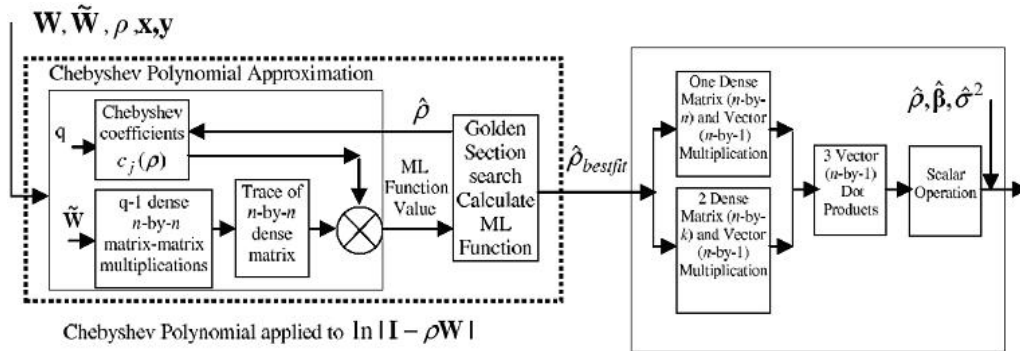 W, W̃, ρ ,x,y
Chebyshev Polynomial Approximation
q
Chebyshev
coefficients
c_j(ρ)
ρ̂
W̃
q-1 dense
n-by-n
matrix-matrix
multiplications
Trace of
n-by-n
dense
matrix
ML
Function
Value
Golden
Section
search
Calculate
ML
Function
ρ̂_bestfit
One Dense
Matrix (n-by-
n) and Vector
(n-by-1)
Multiplication
2 Dense
Matrix (n-by-
k) and Vector
(n-by-1)
Multiplication
3 Vector
(n-by-1)
Dot
Products
Scalar
Operation
ρ̂, β̂, σ̂²
Chebyshev Polynomial applied to ln | I − ρW |